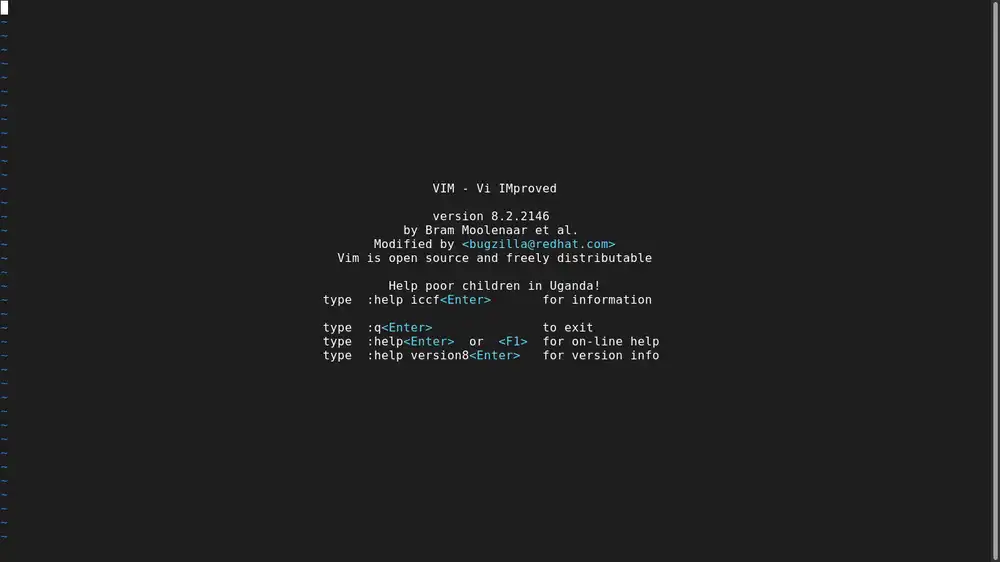 VIM - Vi IMproved
version 8.2.2146
by Bram Moolenaar et al.
Modified by <bugzilla@redhat.com>
Vim is open source and freely distributable
Help poor children in Uganda!
type  :help iccf<Enter>       for information
type  :q<Enter>               to exit
type  :help<Enter>  or  <F1>  for on-line help
type  :help version8<Enter>   for version info